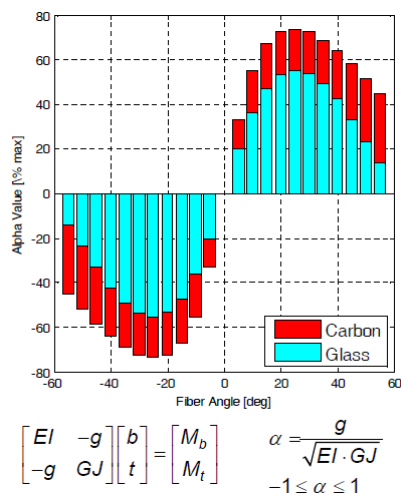 80
60
40
20
0
-20
-40
-60
-80
Alpha Value [\% max]
-60 -40 -20 0 20 40 60
Fiber Angle [deg]
Carbon
Glass
[EI -g; -g GJ] [b; t] = [M_b; M_t]
α = g / √(EI · GJ)
-1 ≤ α ≤ 1